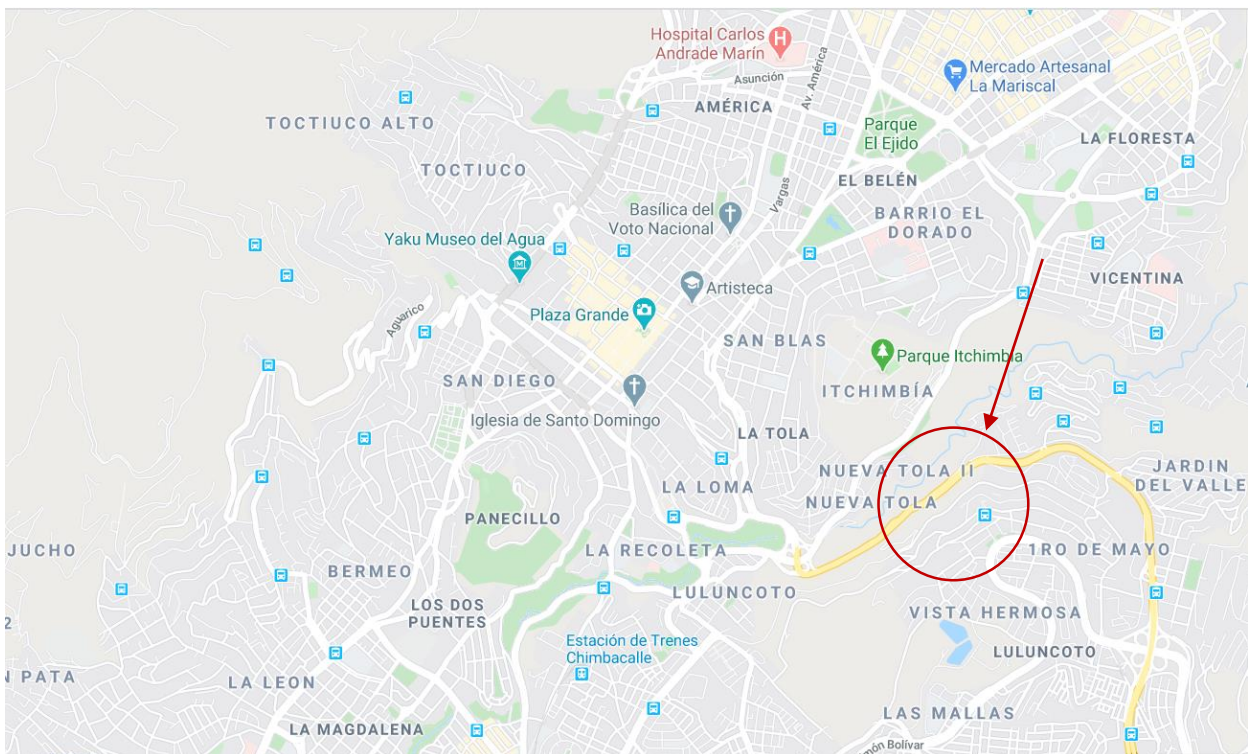 Hospital Carlos
Andrade Marín
Asunción
Av. América
Mercado Artesanal
La Mariscal
AMÉRICA
TOCTIUCO ALTO
Parque
El Ejido
LA FLORESTA
TOCTIUCO
EL BELÉN
Vargas
Basílica del
Voto Nacional
BARRIO EL
DORADO
Yaku Museo del Agua
VICENTINA
Artisteca
Plaza Grande
Aguarico
SAN BLAS
Parque Itchimbía
SAN DIEGO
ITCHIMBÍA
Iglesia de Santo Domingo
LA TOLA
NUEVA TOLA II
JARDIN
DEL VALLE
LA LOMA
NUEVA TOLA
PANECILLO
JUCHO
LA RECOLETA
1RO DE MAYO
BERMEO
LULUNCOTO
LOS DOS
PUENTES
VISTA HERMOSA
2
Estación de Trenes
Chimbacalle
LULUNCOTO
N PATA
LA LEON
LAS MALLAS
LA MAGDALENA
món Bolívar